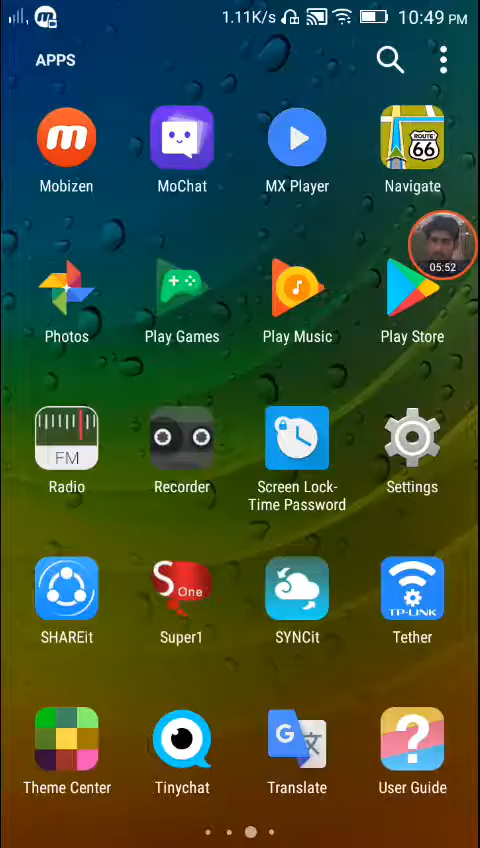 1.11K/s 10:49 PM
APPS
Mobizen MoChat MX Player Navigate
ROUTE
66
05:52
Photos Play Games Play Music Play Store
FM
Radio Recorder Screen Lock-
Time Password Settings
S One
TP-LINK
SHAREit Super1 SYNCit Tether
G 文
Theme Center Tinychat Translate User Guide